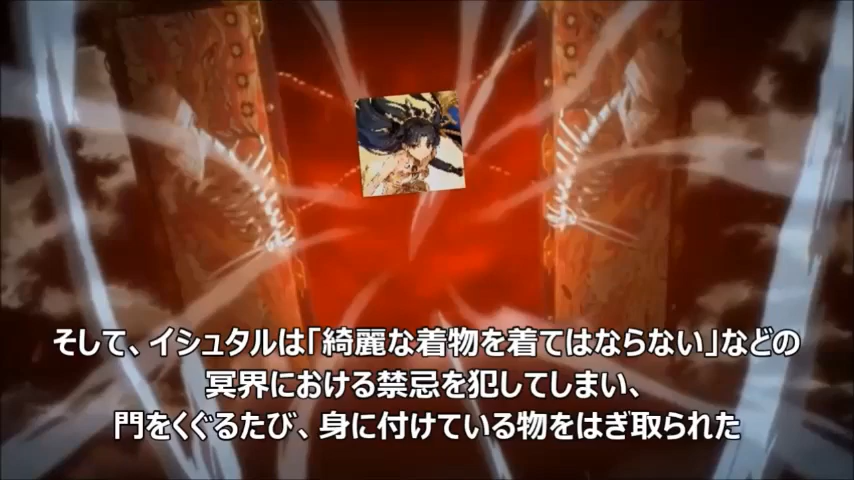 そして、イシュタルは「綺麗な着物を着てはならない」などの
冥界における禁忌を犯してしまい、
門をくぐるたび、身に付けている物をはぎ取られた